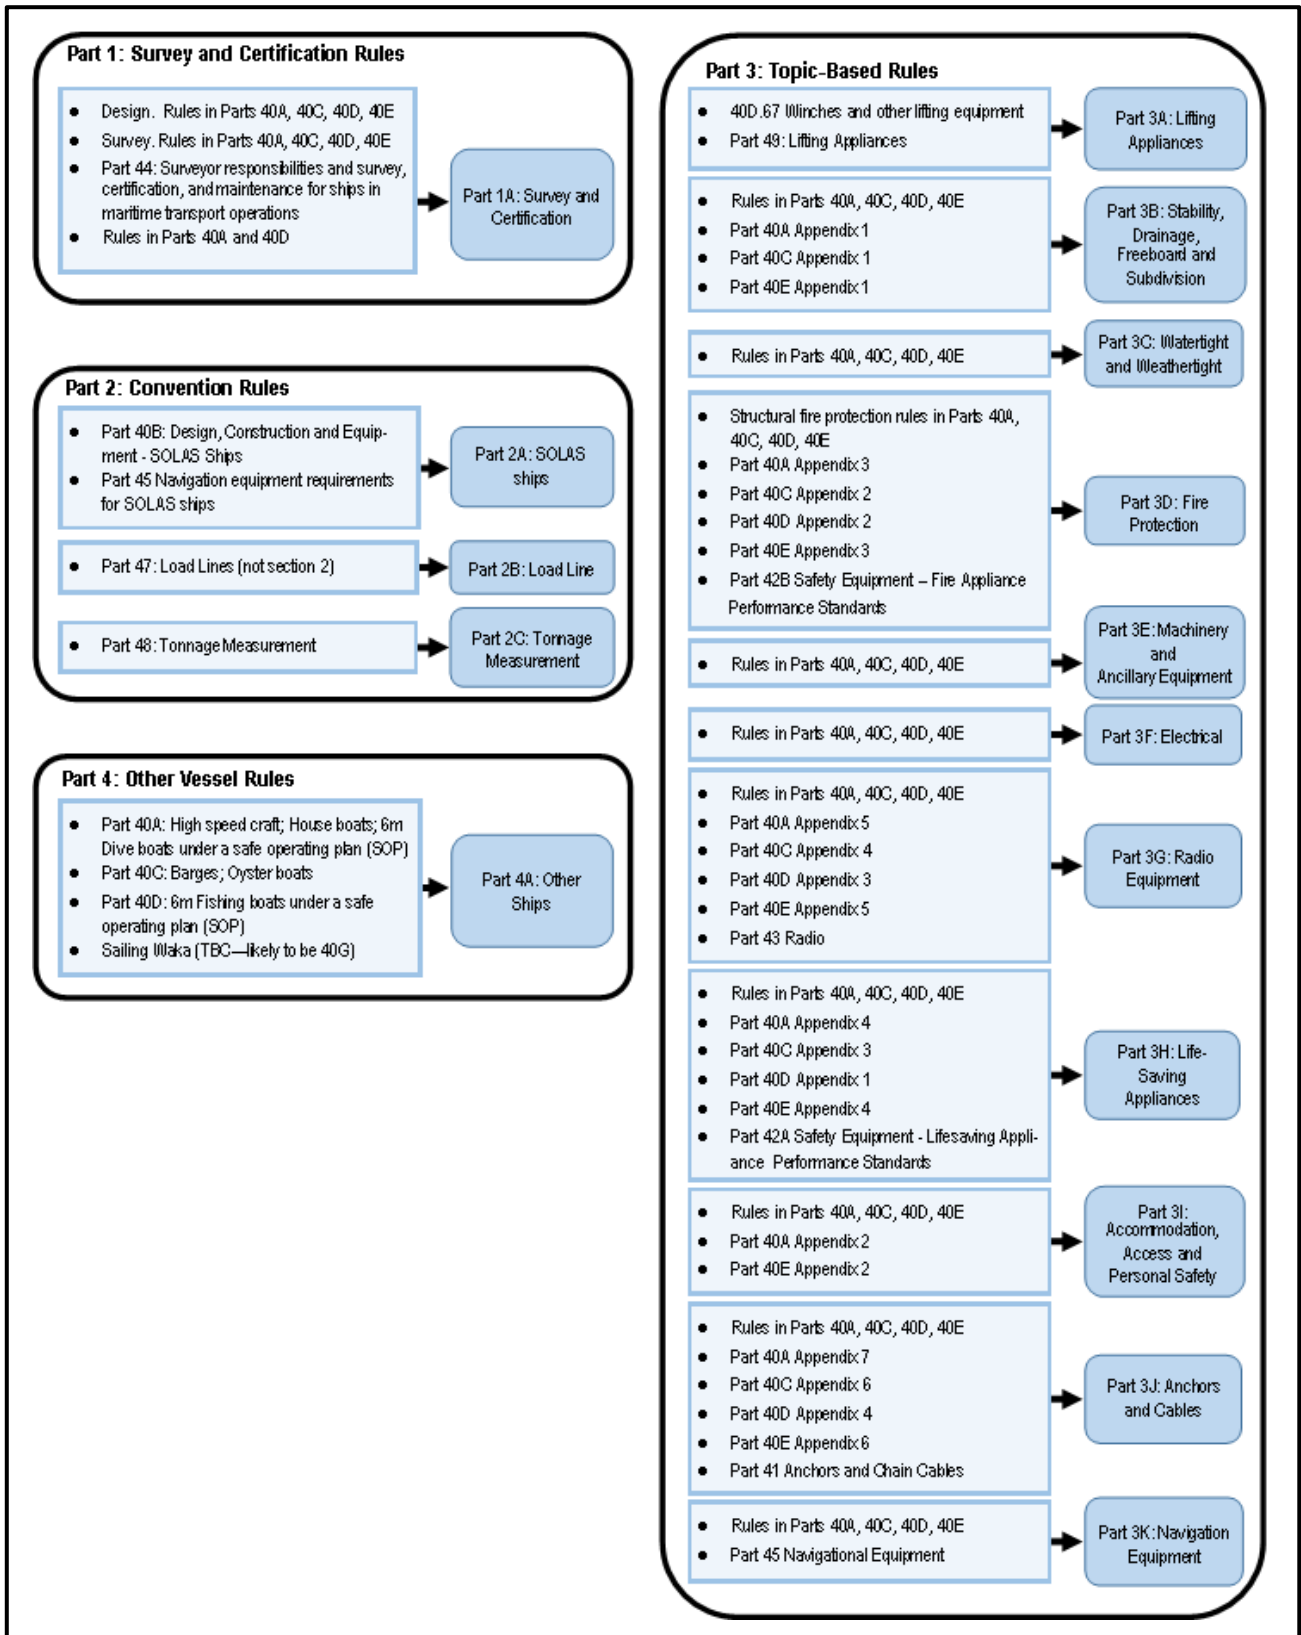 Part 1: Survey and Certification Rules
● Design. Rules in Parts 40A, 40C, 40D, 40E
● Survey. Rules in Parts 40A, 40C, 40D, 40E
● Part 44: Surveyor responsibilities and survey,
certification, and maintenance for ships in
maritime transport operations
● Rules in Parts 40A and 40D
Part 1A: Survey and
Certification
Part 2: Convention Rules
● Part 40B: Design, Construction and Equip-
ment - SOLAS Ships
● Part 45 Navigation equipment requirements
for SOLAS ships
Part 2A: SOLAS
ships
● Part 47: Load Lines (not section 2)
Part 2B: Load Line
● Part 48: Tonnage Measurement
Part 2C: Tonnage
Measurement
Part 4: Other Vessel Rules
● Part 40A: High speed craft; House boats; 6m
Dive boats under a safe operating plan (SOP)
● Part 40C: Barges; Oyster boats
● Part 40D: 6m Fishing boats under a safe
operating plan (SOP)
● Sailing Waka (TBC—likely to be 40G)
Part 4A: Other
Ships
Part 3: Topic-Based Rules
● 40D.67 Winches and other lifting equipment
● Part 49: Lifting Appliances
Part 3A: Lifting
Appliances
● Rules in Parts 40A, 40C, 40D, 40E
● Part 40A Appendix 1
● Part 40C Appendix 1
● Part 40E Appendix 1
Part 3B: Stability,
Drainage,
Freeboard and
Subdivision
● Rules in Parts 40A, 40C, 40D, 40E
Part 3C: Watertight
and Weathertight
● Structural fire protection rules in Parts 40A,
40C, 40D, 40E
● Part 40A Appendix 3
● Part 40C Appendix 2
● Part 40D Appendix 2
● Part 40E Appendix 3
● Part 42B Safety Equipment – Fire Appliance
Performance Standards
Part 3D: Fire
Protection
● Rules in Parts 40A, 40C, 40D, 40E
Part 3E: Machinery
and
Ancillary Equipment
● Rules in Parts 40A, 40C, 40D, 40E
Part 3F: Electrical
● Rules in Parts 40A, 40C, 40D, 40E
● Part 40A Appendix 5
● Part 40C Appendix 4
● Part 40D Appendix 3
● Part 40E Appendix 5
● Part 43 Radio
Part 3G: Radio
Equipment
● Rules in Parts 40A, 40C, 40D, 40E
● Part 40A Appendix 4
● Part 40C Appendix 3
● Part 40D Appendix 1
● Part 40E Appendix 4
● Part 42A Safety Equipment - Lifesaving Appli-
ance Performance Standards
Part 3H: Life-
Saving
Appliances
● Rules in Parts 40A, 40C, 40D, 40E
● Part 40A Appendix 2
● Part 40E Appendix 2
Part 3I:
Accommodation,
Access and
Personal Safety
● Rules in Parts 40A, 40C, 40D, 40E
● Part 40A Appendix 7
● Part 40C Appendix 6
● Part 40D Appendix 4
● Part 40E Appendix 6
● Part 41 Anchors and Chain Cables
Part 3J: Anchors
and Cables
● Rules in Parts 40A, 40C, 40D, 40E
● Part 45 Navigational Equipment
Part 3K: Navigation
Equipment